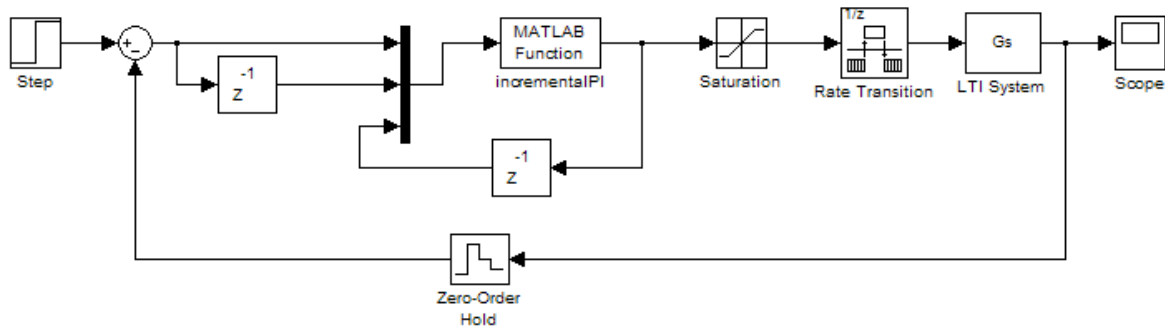 Step
+
-
-1
Z
MATLAB
Function
incrementalPI
-1
Z
Saturation
1/z
Rate Transition
Gs
LTI System
Scope
Zero-Order
Hold